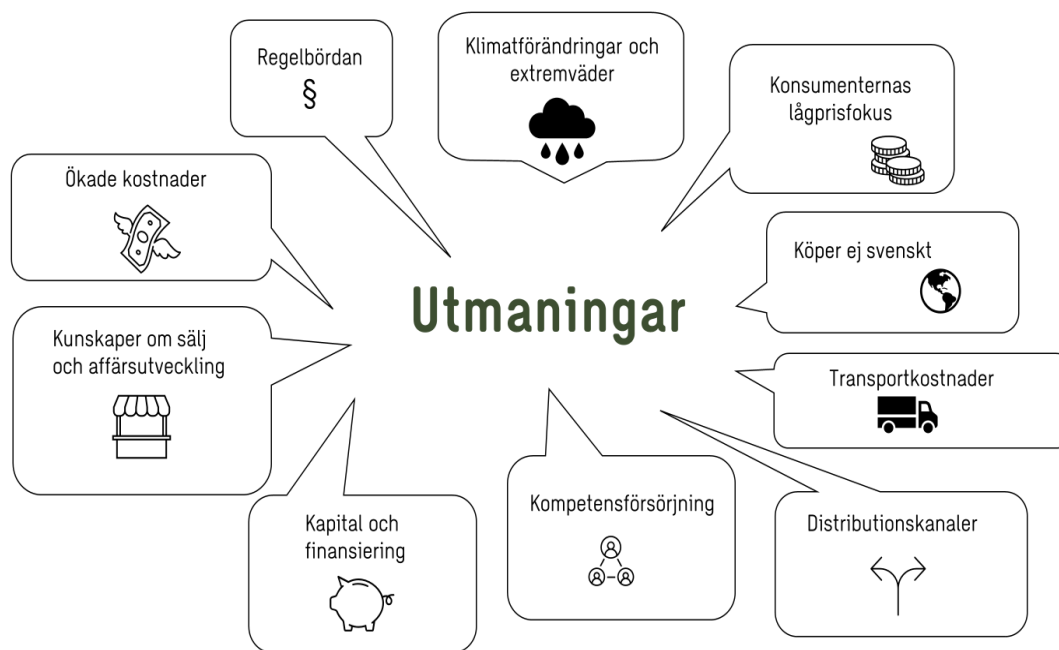 Regelbördan
§
Klimatförändringar och
extremväder
Konsumenternas
lågprisfokus
Ökade kostnader
Köper ej svenskt
Utmaningar
Kunskaper om sälj
och affärsutveckling
Transportkostnader
Kapital och
finansiering
Kompetensförsörjning
Distributionskanaler